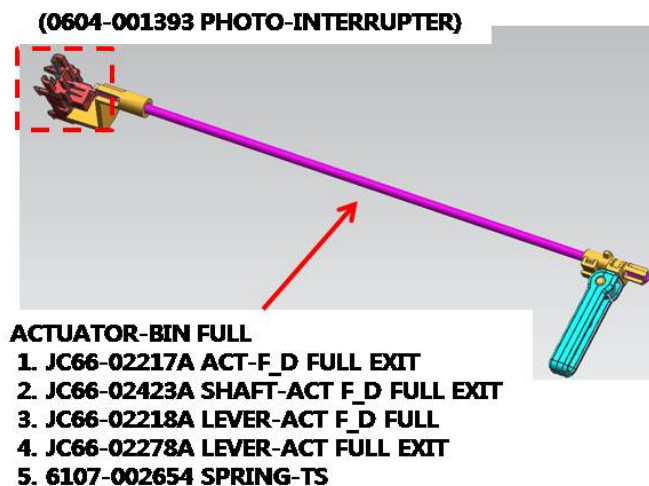 (0604-001393 PHOTO-INTERRUPTER)
ACTUATOR-BIN FULL
1. JC66-02217A ACT-F_D FULL EXIT
2. JC66-02423A SHAFT-ACT F_D FULL EXIT
3. JC66-02218A LEVER-ACT F_D FULL
4. JC66-02278A LEVER-ACT FULL EXIT
5. 6107-002654 SPRING-TS